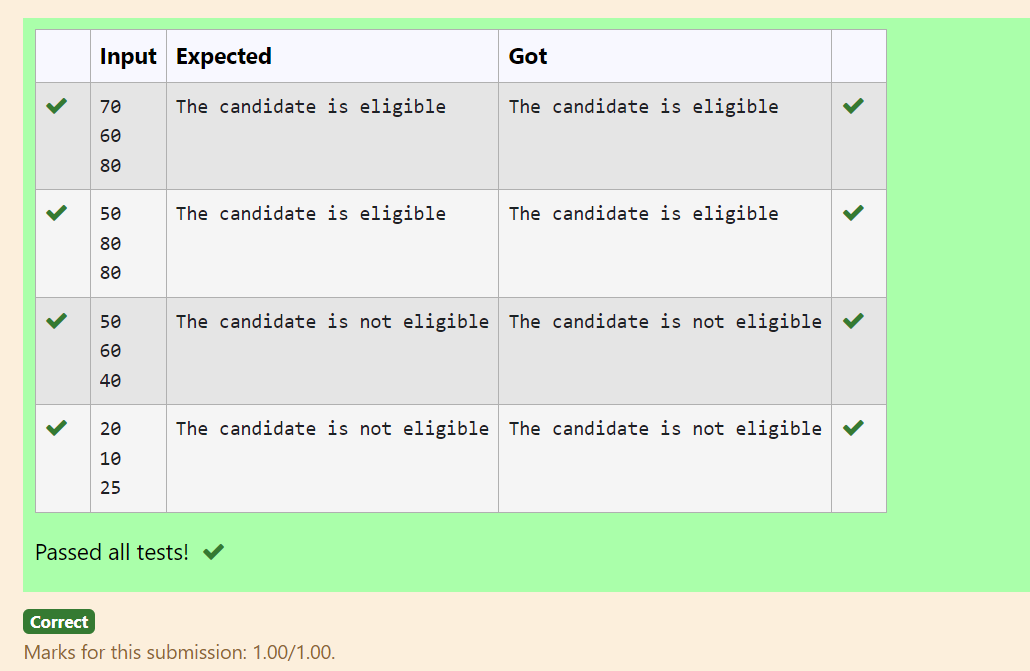 Input Expected Got
70 The candidate is eligible The candidate is eligible
60
80
50 The candidate is eligible The candidate is eligible
80
80
50 The candidate is not eligible The candidate is not eligible
60
40
20 The candidate is not eligible The candidate is not eligible
10
25
Passed all tests!
Correct
Marks for this submission: 1.00/1.00.